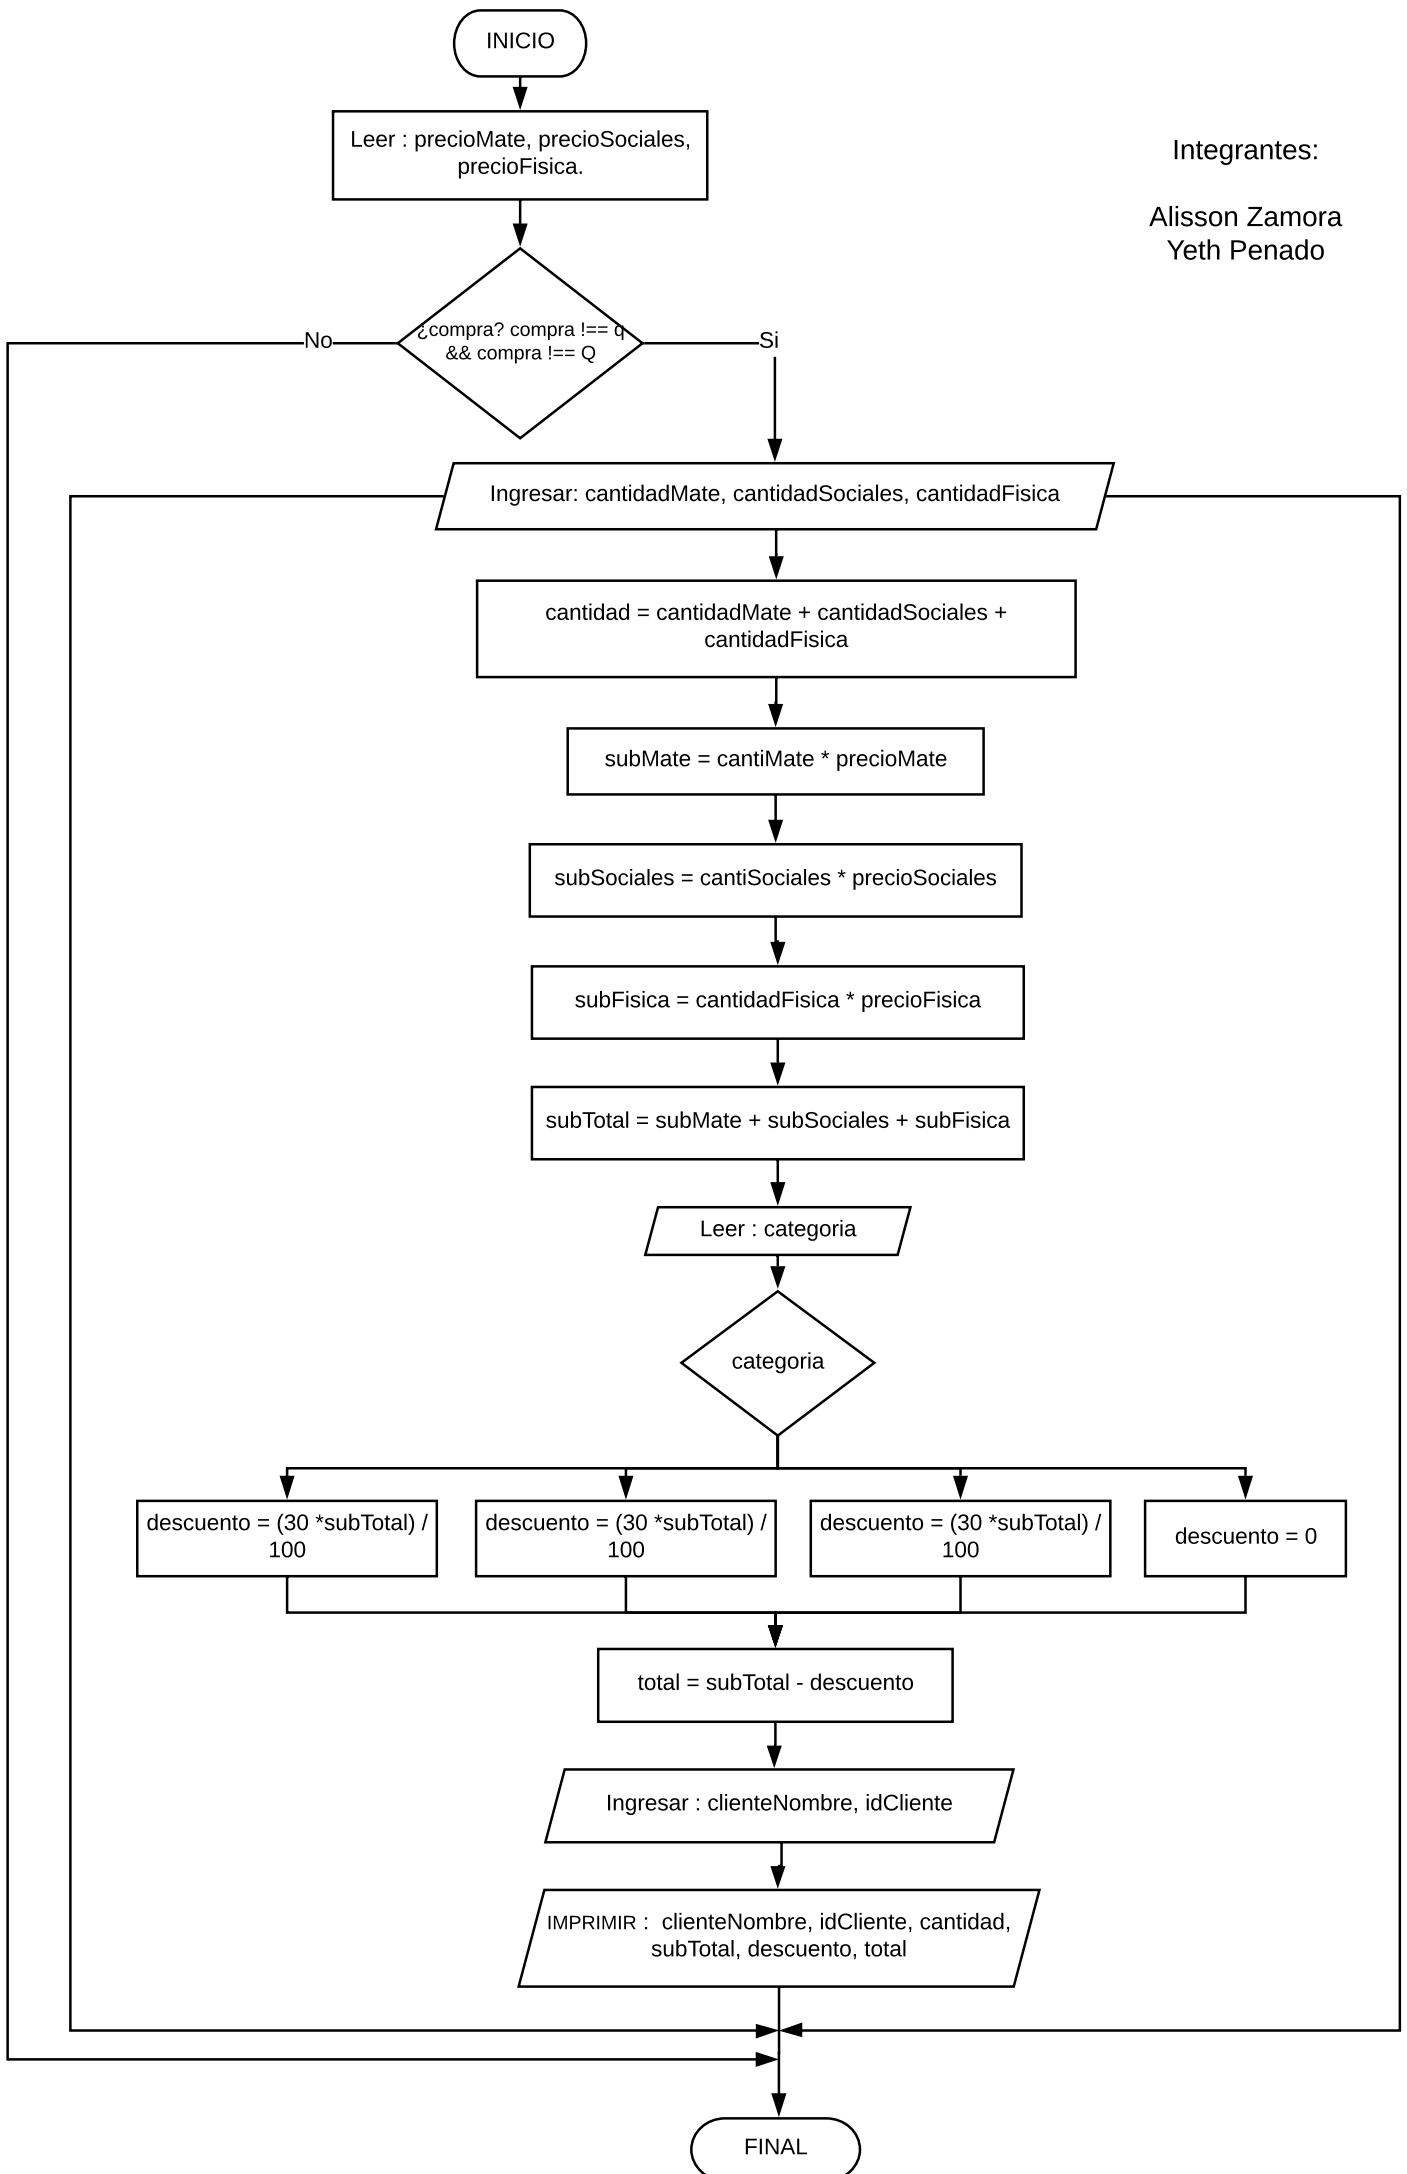 INICIO
Leer : precioMate, precioSociales,
precioFisica.
Integrantes:
Alisson Zamora
Yeth Penado
¿compra? compra !== q
&& compra !== Q
No
Si
Ingresar: cantidadMate, cantidadSociales, cantidadFisica
cantidad = cantidadMate + cantidadSociales +
cantidadFisica
subMate = cantiMate * precioMate
subSociales = cantiSociales * precioSociales
subFisica = cantidadFisica * precioFisica
subTotal = subMate + subSociales + subFisica
Leer : categoria
categoria
descuento = (30 *subTotal) /
100
descuento = (30 *subTotal) /
100
descuento = (30 *subTotal) /
100
descuento = 0
total = subTotal - descuento
Ingresar : clienteNombre, idCliente
IMPRIMIR :  clienteNombre, idCliente, cantidad,
subTotal, descuento, total
FINAL